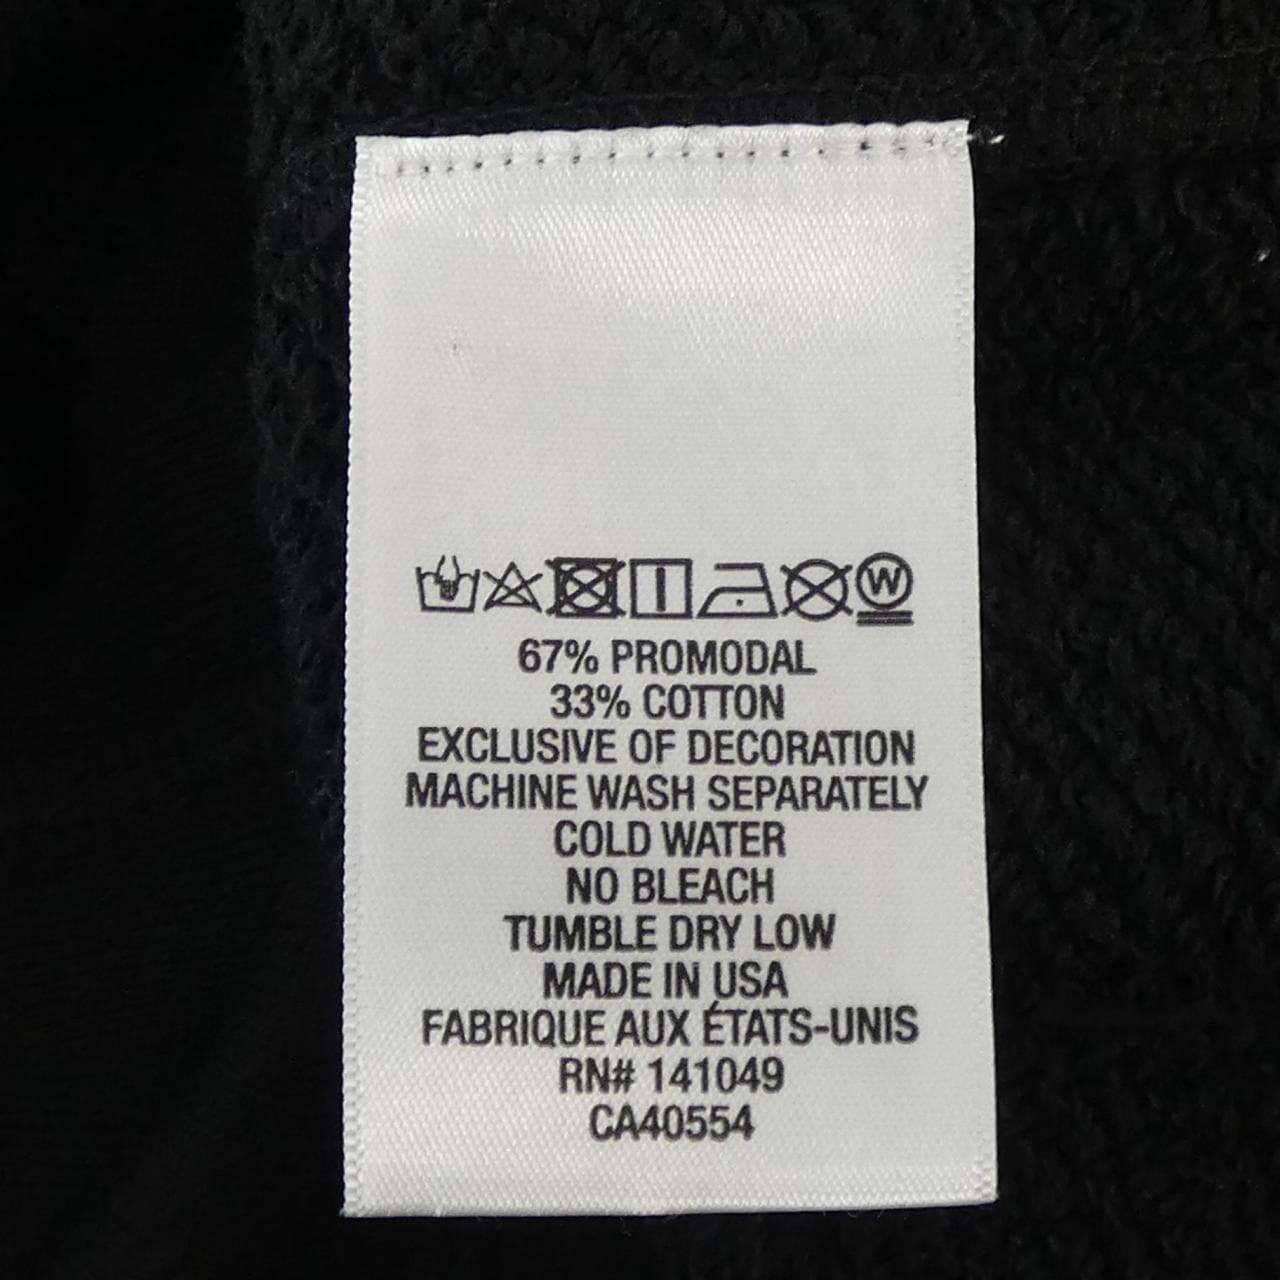 W
67% PROMODAL
33% COTTON
EXCLUSIVE OF DECORATION
MACHINE WASH SEPARATELY
COLD WATER
NO BLEACH
TUMBLE DRY LOW
MADE IN USA
FABRIQUE AUX ÉTATS-UNIS
RN# 141049
CA40554